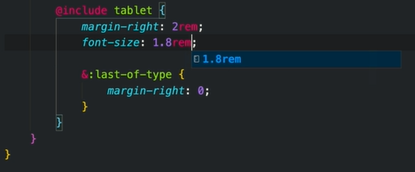 @include tablet {
margin-right: 2rem;
font-size: 1.8rem;
1.8rem
&:last-of-type {
margin-right: 0;
}
}
}
}